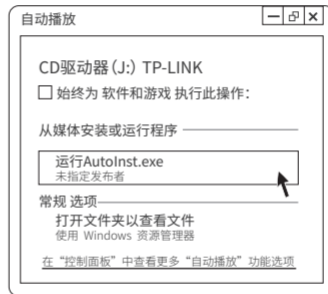 自动播放
CD驱动器(J:) TP-LINK
始终为 软件和游戏 执行此操作:
从媒体安装或运行程序
运行AutoInst.exe
未指定发布者
常规 选项
打开文件夹以查看文件
使用 Windows 资源管理器
在“控制面板”中查看更多“自动播放”功能选项